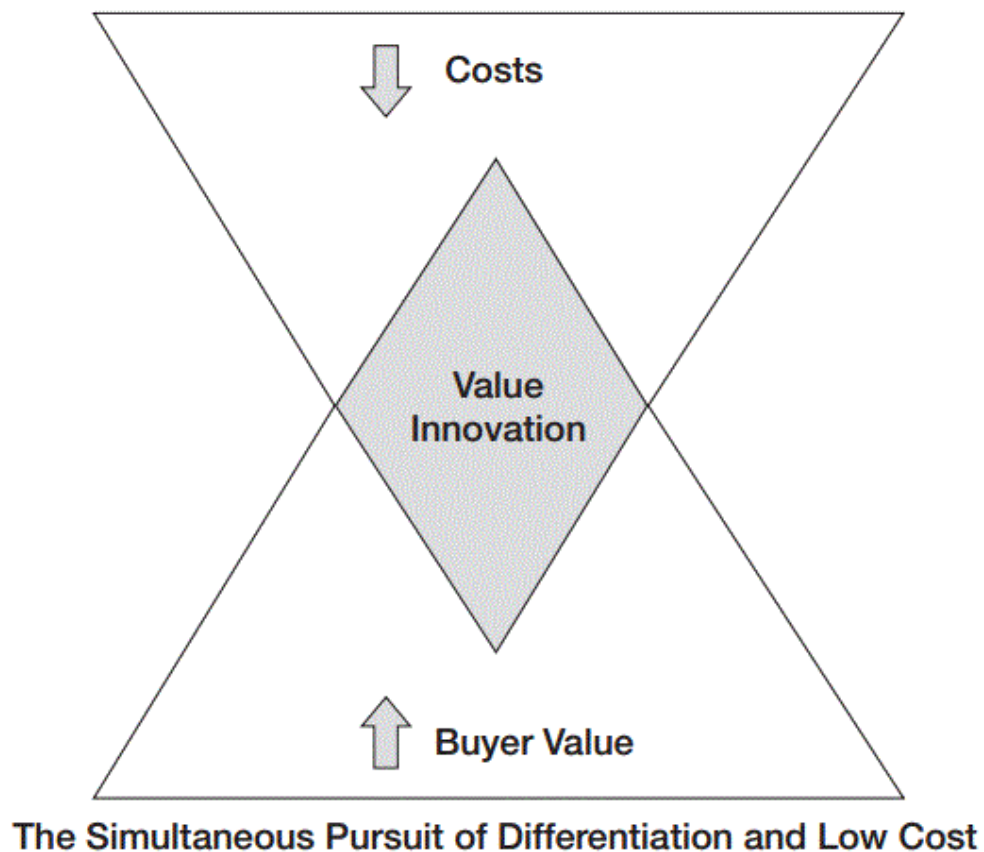 Costs
Value
Innovation
Buyer Value
The Simultaneous Pursuit of Differentiation and Low Cost